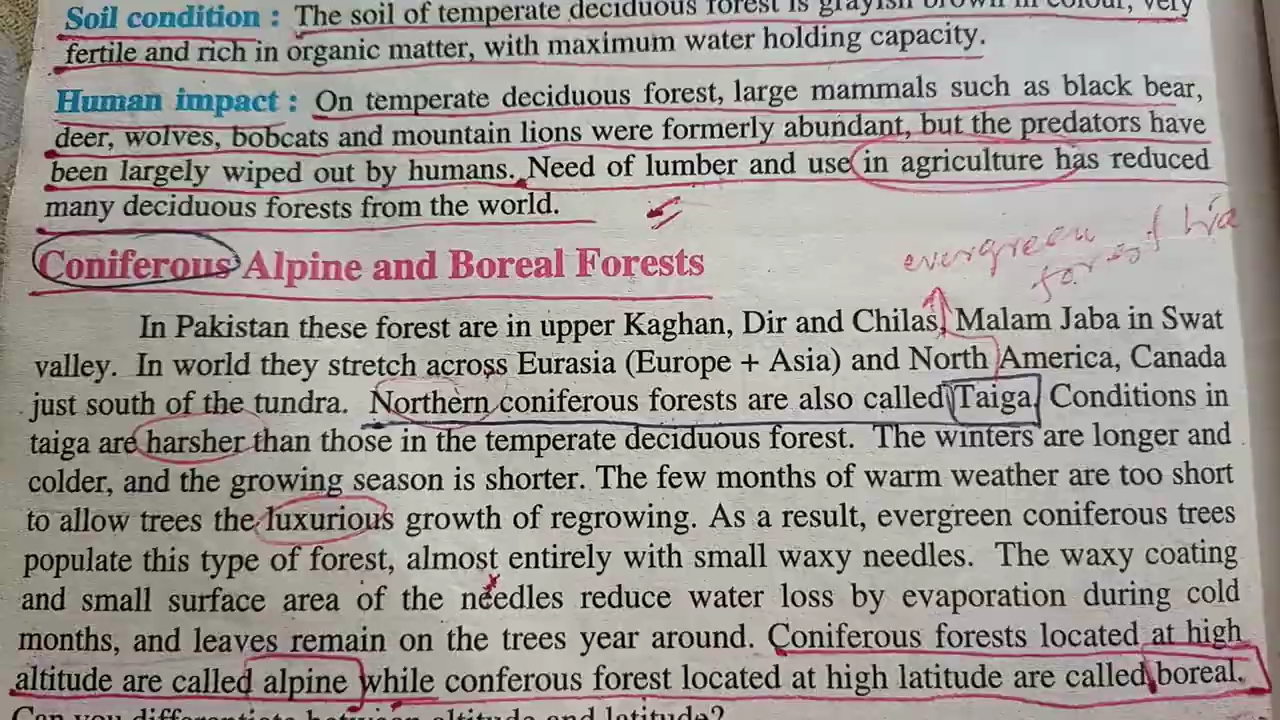 Soil condition : The soil of temperate deciduous forest is grayish brown in colour, very
fertile and rich in organic matter, with maximum water holding capacity.
Human impact : On temperate deciduous forest, large mammals such as black bear,
deer, wolves, bobcats and mountain lions were formerly abundant, but the predators have
been largely wiped out by humans. Need of lumber and use in agriculture has reduced
many deciduous forests from the world.
evergreen
forest
Coniferous Alpine and Boreal Forests
In Pakistan these forest are in upper Kaghan, Dir and Chilas, Malam Jaba in Swat
valley. In world they stretch across Eurasia (Europe + Asia) and North America, Canada
just south of the tundra. Northern coniferous forests are also called Taiga. Conditions in
taiga are harsher than those in the temperate deciduous forest. The winters are longer and
colder, and the growing season is shorter. The few months of warm weather are too short
to allow trees the luxurious growth of regrowing. As a result, evergreen coniferous trees
populate this type of forest, almost entirely with small waxy needles. The waxy coating
and small surface area of the needles reduce water loss by evaporation during cold
months, and leaves remain on the trees year around. Coniferous forests located at high
altitude are called alpine while conferous forest located at high latitude are called boreal.
Can you differentiate between altitude and latitude?